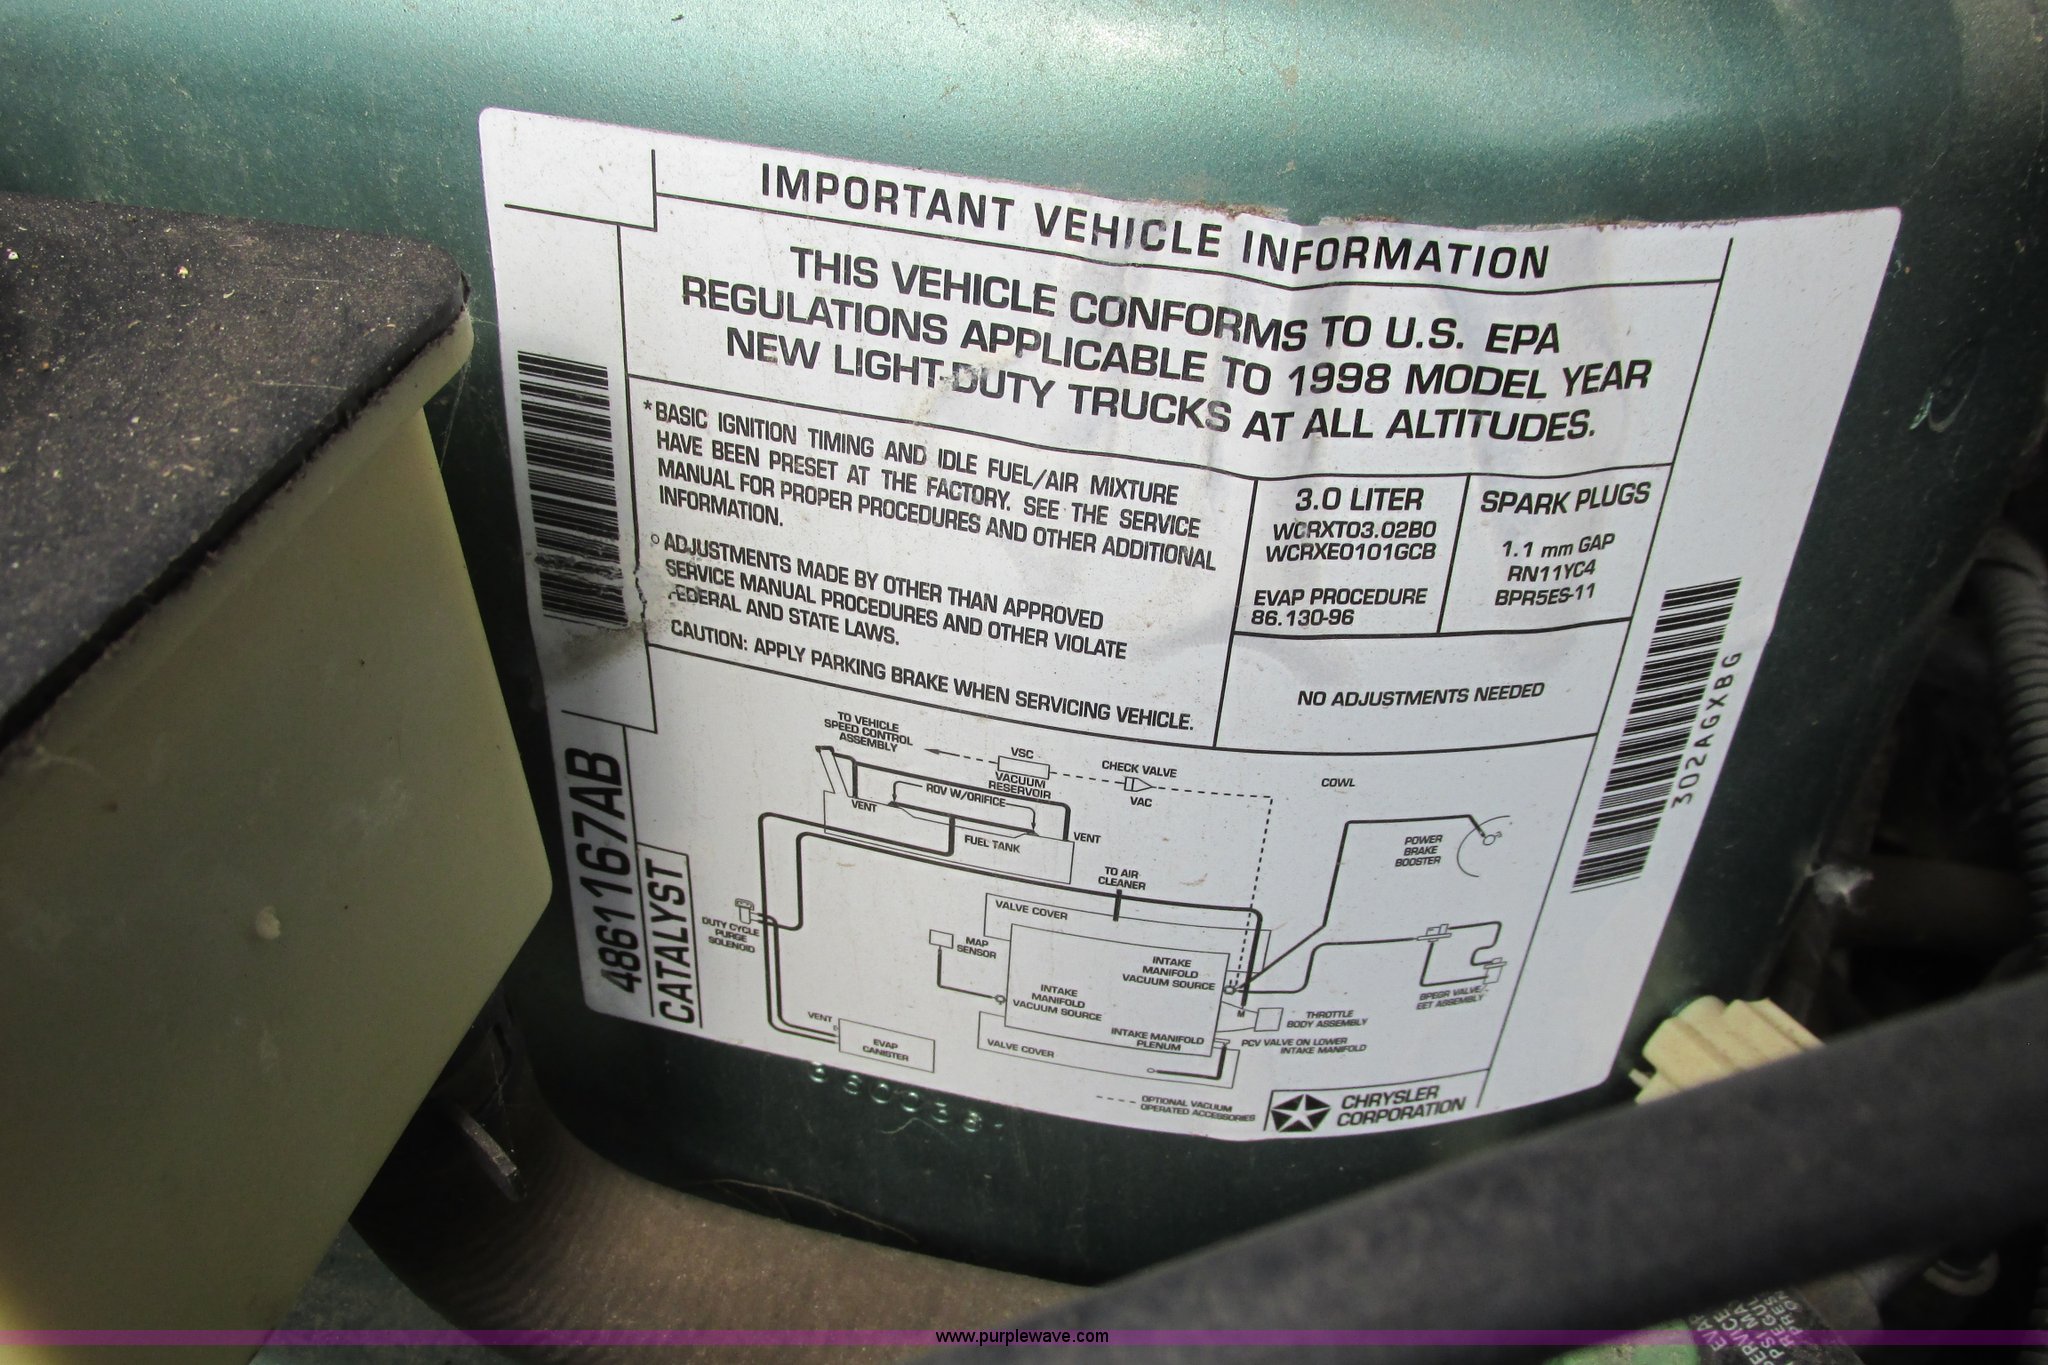 IMPORTANT VEHICLE INFORMATION
THIS VEHICLE CONFORMS TO U.S. EPA
REGULATIONS APPLICABLE TO 1998 MODEL YEAR
NEW LIGHT-DUTY TRUCKS AT ALL ALTITUDES.
*BASIC IGNITION TIMING AND IDLE FUEL/AIR MIXTURE
HAVE BEEN PRESET AT THE FACTORY. SEE THE SERVICE
MANUAL FOR PROPER PROCEDURES AND OTHER ADDITIONAL
INFORMATION.
° ADJUSTMENTS MADE BY OTHER THAN APPROVED
SERVICE MANUAL PROCEDURES AND OTHER VIOLATE
FEDERAL AND STATE LAWS.
CAUTION: APPLY PARKING BRAKE WHEN SERVICING VEHICLE.
3.0 LITER
WCRXT03.02B0
WCRXE0101GCB
EVAP PROCEDURE
86.130-96
SPARK PLUGS
1.1 mm GAP
RN11YC4
BPR5ES-11
NO ADJUSTMENTS NEEDED
302AGXBG
4861167AB
CATALYST
TO VEHICLE
SPEED CONTROL
ASSEMBLY
VSC
VACUUM
RESERVOIR
CHECK VALVE
VAC
COWL
VENT
ROV W/ORIFICE
VENT
FUEL TANK
POWER
BRAKE
BOOSTER
TO AIR
CLEANER
VALVE COVER
DUTY CYCLE
PURGE
SOLENOID
MAP
SENSOR
INTAKE
MANIFOLD
VACUUM SOURCE
INTAKE
MANIFOLD
VACUUM SOURCE
BPEGR VALVE/
EET ASSEMBLY
M
THROTTLE
BODY ASSEMBLY
VENT
EVAP
CANISTER
VALVE COVER
INTAKE MANIFOLD
PLENUM
PCV VALVE ON LOWER
INTAKE MANIFOLD
OPTIONAL VACUUM
OPERATED ACCESSORIES
CHRYSLER
CORPORATION
www.purplewave.com